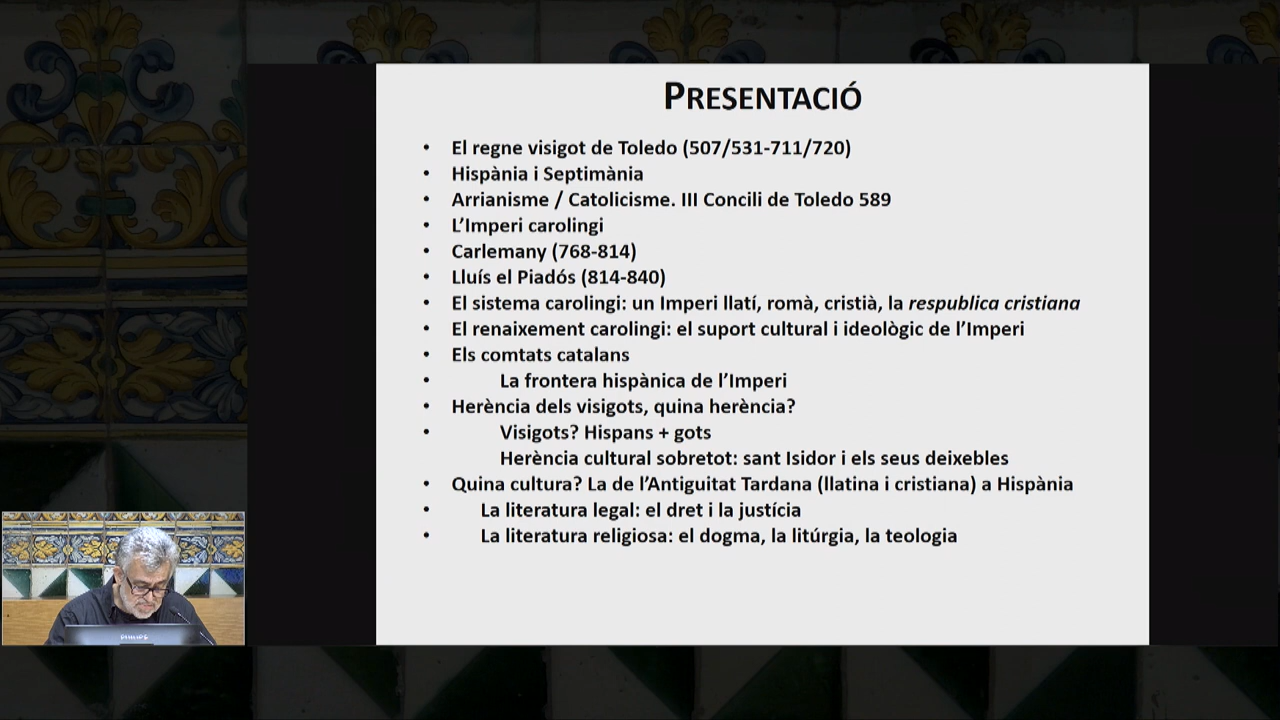 PRESENTACIÓ
• El regne visigot de Toledo (507/531-711/720)
• Hispània i Septimània
• Arrianisme / Catolicisme. III Concili de Toledo 589
• L’Imperi carolingi
• Carlemany (768-814)
• Lluís el Piadós (814-840)
• El sistema carolingi: un Imperi llatí, romà, cristià, la respublica cristiana
• El renaixement carolingi: el suport cultural i ideològic de l’Imperi
• Els comtats catalans
• La frontera hispànica de l’Imperi
• Herència dels visigots, quina herència?
• Visigots? Hispans + gots
Herència cultural sobretot: sant Isidor i els seus deixebles
• Quina cultura? La de l’Antiguitat Tardana (llatina i cristiana) a Hispània
• La literatura legal: el dret i la justícia
• La literatura religiosa: el dogma, la litúrgia, la teologia
PHILIPS